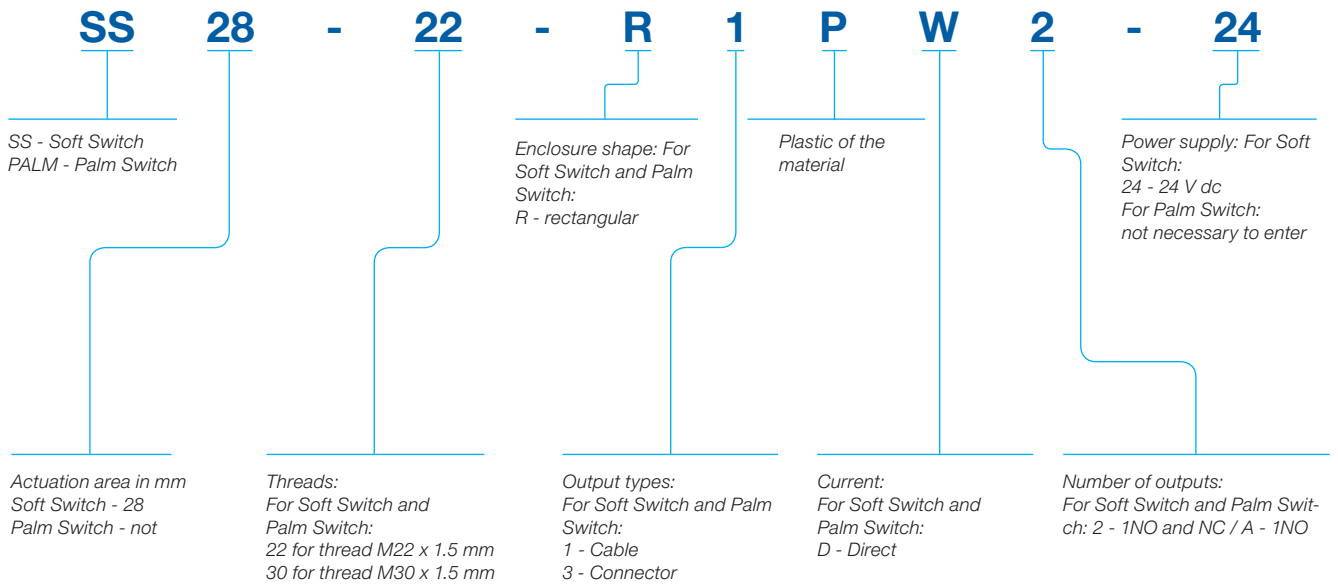 SS 28 - 22 - R 1 P W 2 - 24
SS - Soft Switch
PALM - Palm Switch
Enclosure shape: For
Soft Switch and Palm
Switch:
R - rectangular
Plastic of the
material
Power supply: For Soft
Switch:
24 - 24 V dc
For Palm Switch:
not necessary to enter
Actuation area in mm
Soft Switch - 28
Palm Switch - not
Threads:
For Soft Switch and
Palm Switch:
22 for thread M22 x 1.5 mm
30 for thread M30 x 1.5 mm
Output types:
For Soft Switch and Palm
Switch:
1 - Cable
3 - Connector
Current:
For Soft Switch and
Palm Switch:
D - Direct
Number of outputs:
For Soft Switch and Palm Swit-
ch: 2 - 1NO and NC / A - 1NO